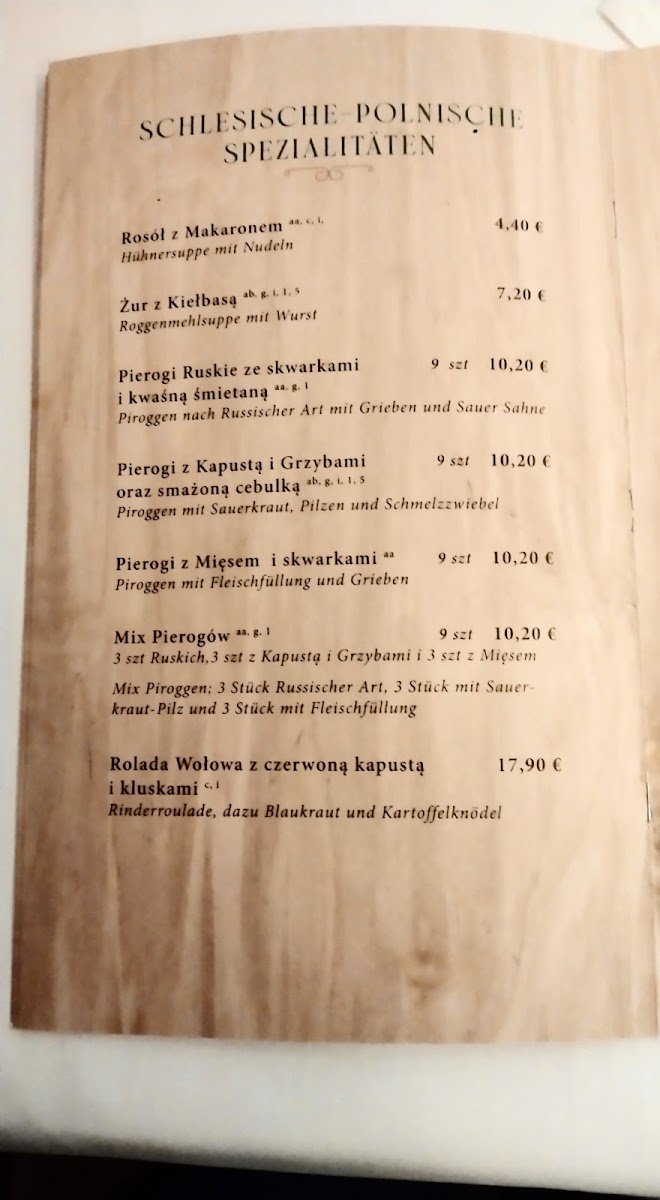 SCHLESISCHE-POLNISCHE
SPEZIALITÄTEN
Rosół z Makaronem aa, c, i, 4,40 €
Hühnersuppe mit Nudeln
Żur z Kiełbasą ab, g, i, 1, 5 7,20 €
Roggenmehlsuppe mit Wurst
Pierogi Ruskie ze skwarkami 9 szt 10,20 €
i kwaśną śmietaną aa, g, 1
Piroggen nach Russischer Art mit Grieben und Sauer Sahne
Pierogi z Kapustą i Grzybami 9 szt 10,20 €
oraz smażoną cebulką ab, g, i, 1, 5
Piroggen mit Sauerkraut, Pilzen und Schmelzzwiebel
Pierogi z Mięsem i skwarkami aa 9 szt 10,20 €
Piroggen mit Fleischfüllung und Grieben
Mix Pierogów aa, g, 1 9 szt 10,20 €
3 szt Ruskich,3 szt z Kapustą i Grzybami i 3 szt z Mięsem
Mix Piroggen; 3 Stück Russischer Art, 3 Stück mit Sauer-
kraut-Pilz und 3 Stück mit Fleischfüllung
Rolada Wołowa z czerwoną kapustą 17,90 €
i kluskami c, i
Rinderroulade, dazu Blaukraut und Kartoffelknödel